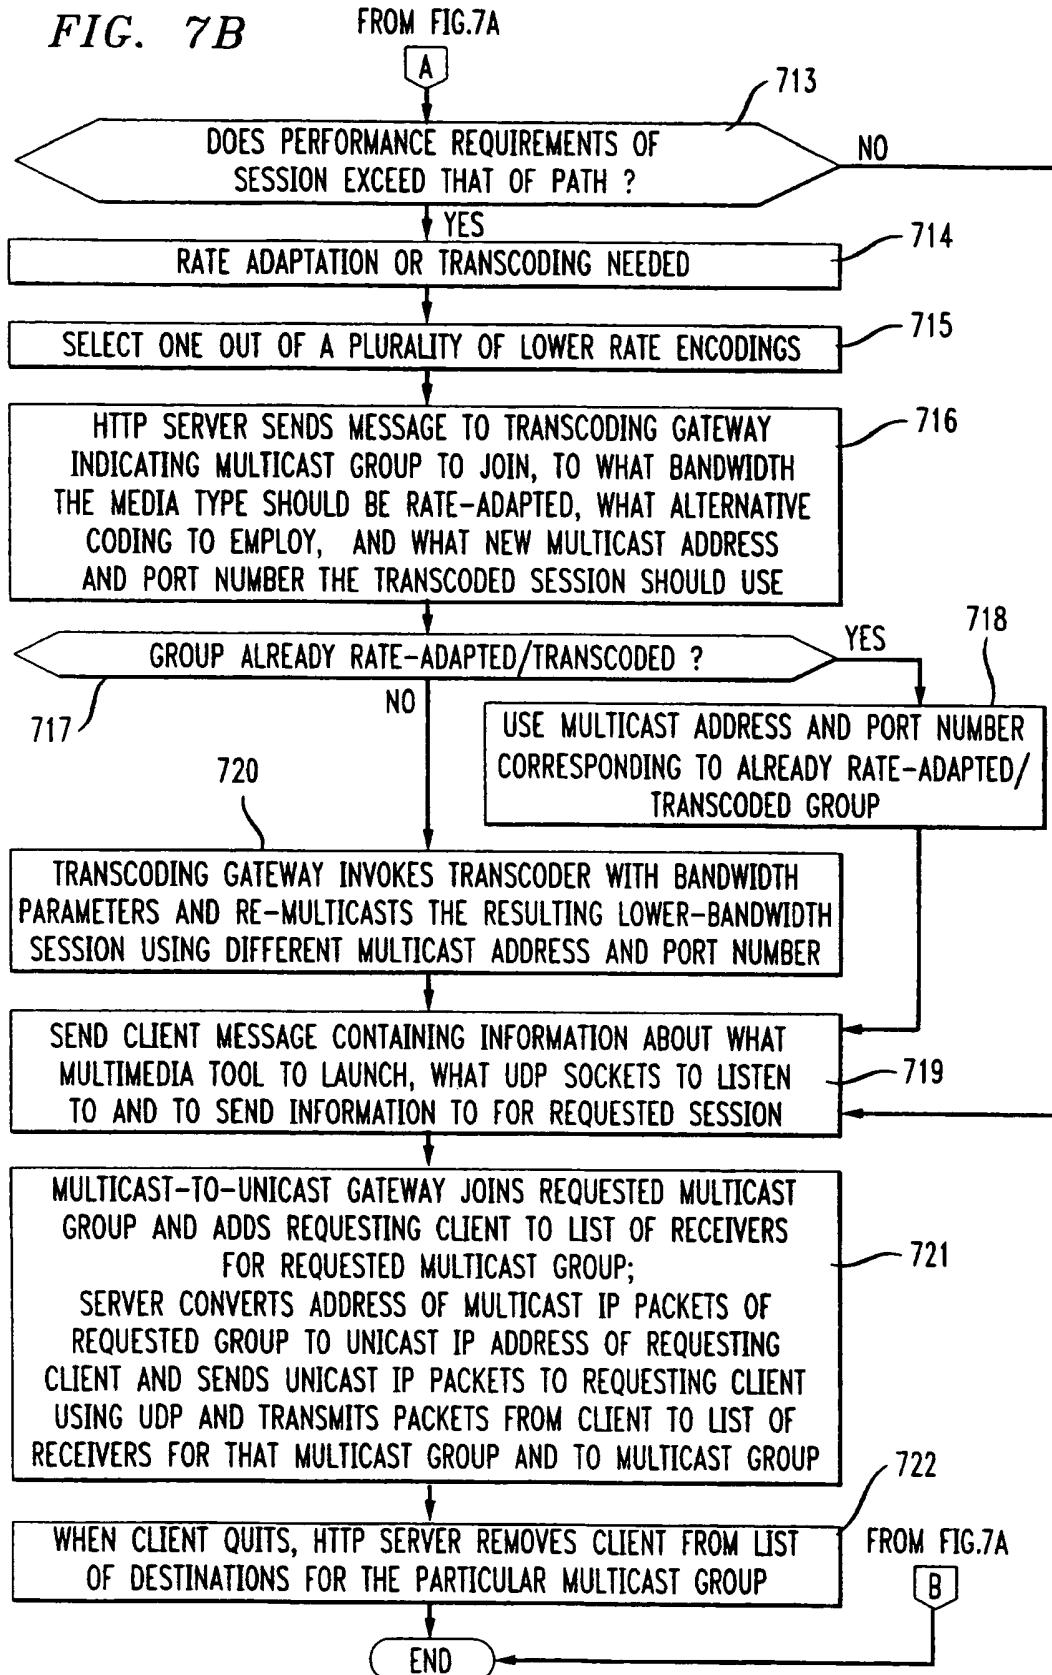 FIG. 7B
FROM FIG.7A
A
713
DOES PERFORMANCE REQUIREMENTS OF
SESSION EXCEED THAT OF PATH ?
NO
YES
714
RATE ADAPTATION OR TRANSCODING NEEDED
715
SELECT ONE OUT OF A PLURALITY OF LOWER RATE ENCODINGS
716
HTTP SERVER SENDS MESSAGE TO TRANSCODING GATEWAY
INDICATING MULTICAST GROUP TO JOIN, TO WHAT BANDWIDTH
THE MEDIA TYPE SHOULD BE RATE-ADAPTED, WHAT ALTERNATIVE
CODING TO EMPLOY, AND WHAT NEW MULTICAST ADDRESS
AND PORT NUMBER THE TRANSCODED SESSION SHOULD USE
GROUP ALREADY RATE-ADAPTED/TRANSCODED ?
YES
718
NO
717
USE MULTICAST ADDRESS AND PORT NUMBER
CORRESPONDING TO ALREADY RATE-ADAPTED/
TRANSCODED GROUP
720
TRANSCODING GATEWAY INVOKES TRANSCODER WITH BANDWIDTH
PARAMETERS AND RE-MULTICASTS THE RESULTING LOWER-BANDWIDTH
SESSION USING DIFFERENT MULTICAST ADDRESS AND PORT NUMBER
SEND CLIENT MESSAGE CONTAINING INFORMATION ABOUT WHAT
MULTIMEDIA TOOL TO LAUNCH, WHAT UDP SOCKETS TO LISTEN
TO AND TO SEND INFORMATION TO FOR REQUESTED SESSION
719
MULTICAST-TO-UNICAST GATEWAY JOINS REQUESTED MULTICAST
GROUP AND ADDS REQUESTING CLIENT TO LIST OF RECEIVERS
FOR REQUESTED MULTICAST GROUP;
SERVER CONVERTS ADDRESS OF MULTICAST IP PACKETS OF
REQUESTED GROUP TO UNICAST IP ADDRESS OF REQUESTING
CLIENT AND SENDS UNICAST IP PACKETS TO REQUESTING CLIENT
USING UDP AND TRANSMITS PACKETS FROM CLIENT TO LIST OF
RECEIVERS FOR THAT MULTICAST GROUP AND TO MULTICAST GROUP
721
722
WHEN CLIENT QUITS, HTTP SERVER REMOVES CLIENT FROM LIST
OF DESTINATIONS FOR THE PARTICULAR MULTICAST GROUP
FROM FIG.7A
B
END